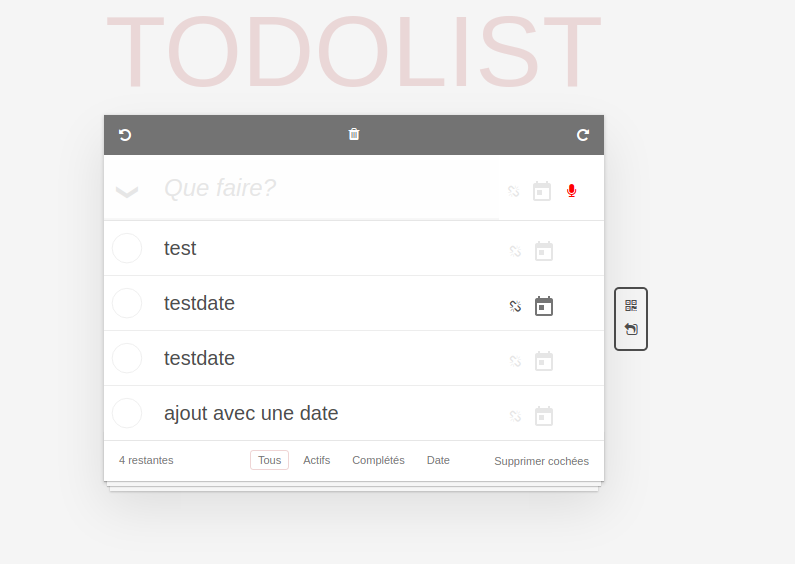 TODOLIST
Que faire?
test
testdate
testdate
ajout avec une date
4 restantes Tous Actifs Complétés Date Supprimer cochées